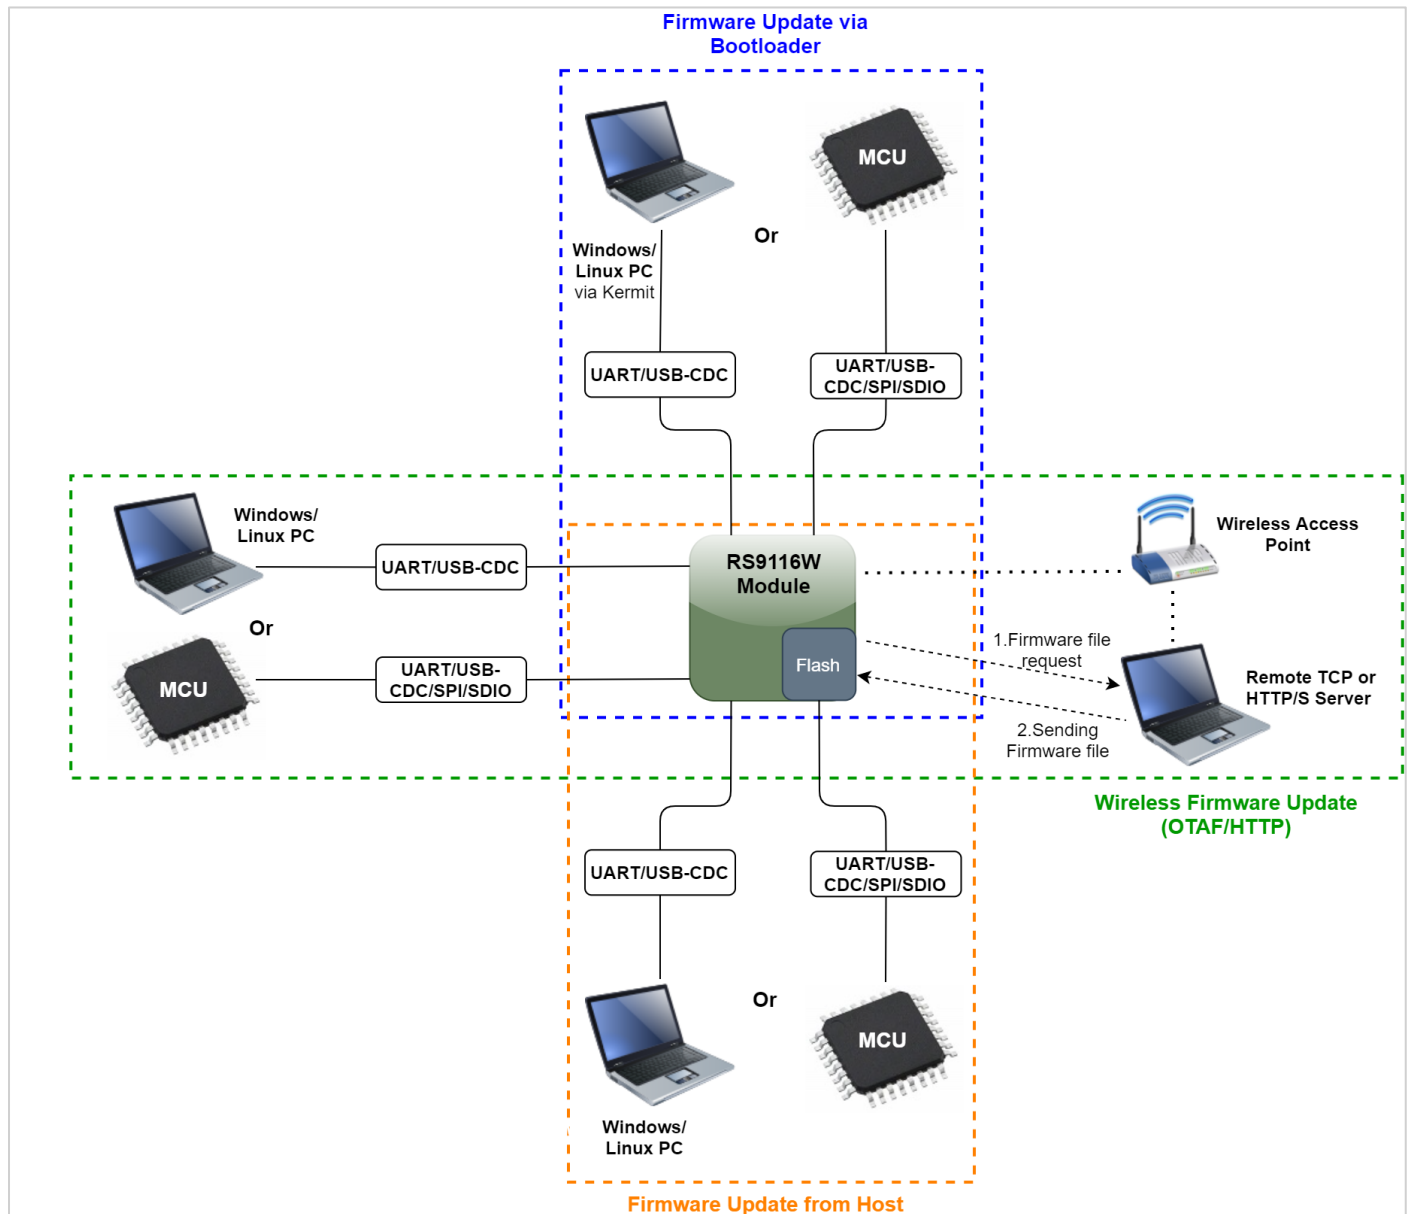 Firmware Update via
Bootloader
MCU
Or
Windows/
Linux PC
via Kermit
UART/USB-CDC
UART/USB-
CDC/SPI/SDIO
Windows/
Linux PC
UART/USB-CDC
Or
MCU
UART/USB-
CDC/SPI/SDIO
RS9116W
Module
Flash
Wireless Access
Point
1.Firmware file
request
Remote TCP or
HTTP/S Server
2.Sending
Firmware file
Wireless Firmware Update
(OTAF/HTTP)
UART/USB-CDC
UART/USB-
CDC/SPI/SDIO
Or
MCU
Windows/
Linux PC
Firmware Update from Host